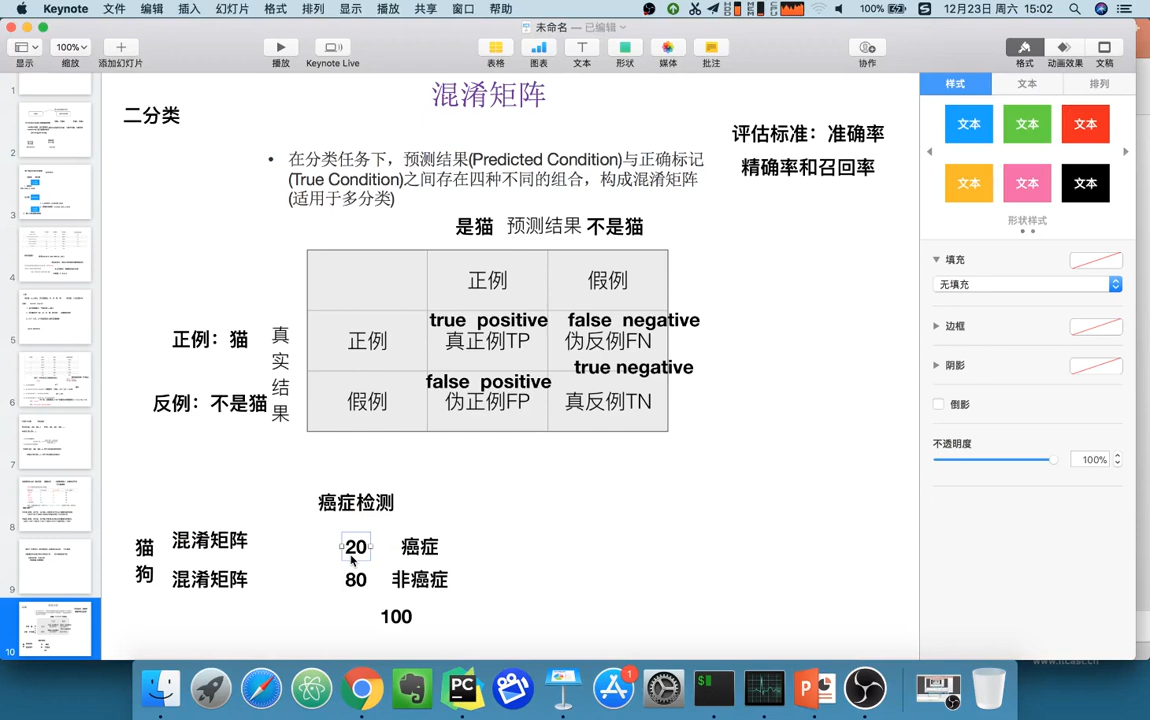 Keynote 文件 编辑 插入 幻灯片 格式 排列 显示 播放 共享 窗口 帮助 100% 12月23日 周六 15:02
未命名 — 已编辑
100%
显示 缩放 添加幻灯片 播放 Keynote Live 表格 图表 文本 形状 媒体 批注 协作 格式 动画效果 文稿
样式 文本 排列
混淆矩阵
二分类
评估标准：准确率
精确率和召回率
• 在分类任务下，预测结果(Predicted Condition)与正确标记
(True Condition)之间存在四种不同的组合，构成混淆矩阵
(适用于多分类)
是猫 预测结果 不是猫
正例 假例
true positive false negative
正例：猫 真实结果 正例 真正例TP 伪反例FN
true negative
false positive
反例：不是猫 假例 伪正例FP 真反例TN
癌症检测
猫 混淆矩阵 20 癌症
狗 混淆矩阵 80 非癌症
100
文本 文本 文本
文本 文本 文本
形状样式
填充
无填充
边框
阴影
倒影
不透明度
100%
1
2
3
4
5
6
7
8
9
10
PC
1
$
P